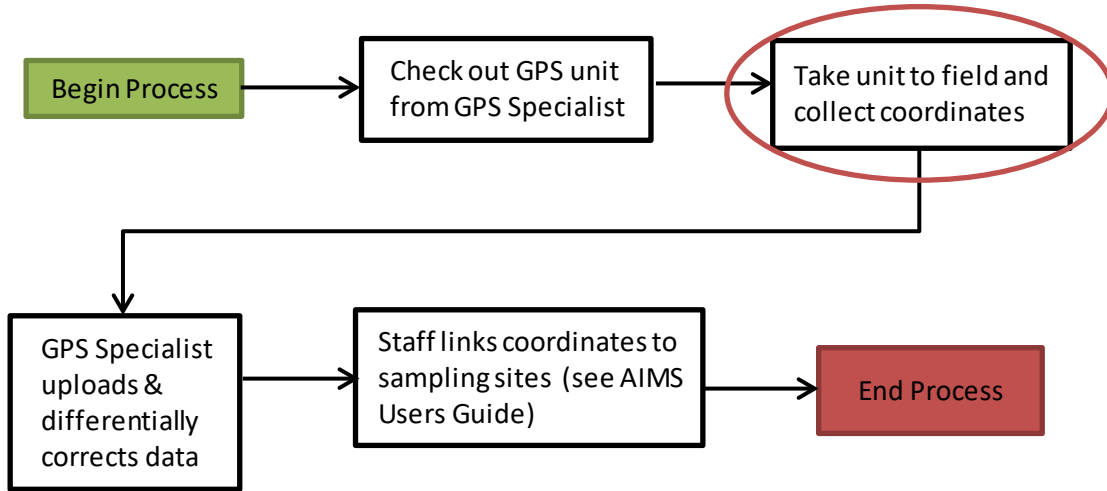 Begin Process
Check out GPS unit
from GPS Specialist
Take unit to field and
collect coordinates
GPS Specialist
uploads &
differentially
corrects data
Staff links coordinates to
sampling sites (see AIMS
Users Guide)
End Process